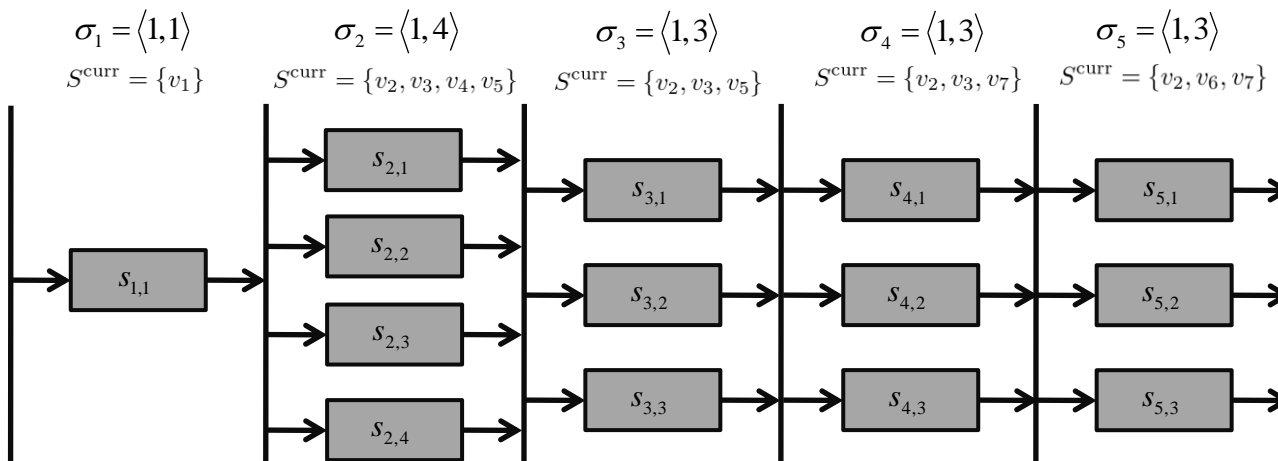 σ₁ = ⟨1,1⟩ σ₂ = ⟨1,4⟩ σ₃ = ⟨1,3⟩ σ₄ = ⟨1,3⟩ σ₅ = ⟨1,3⟩
S^curr = {v₁} S^curr = {v₂, v₃, v₄, v₅} S^curr = {v₂, v₃, v₅} S^curr = {v₂, v₃, v₇} S^curr = {v₂, v₆, v₇}
s₁,₁
s₂,₁
s₂,₂
s₂,₃
s₂,₄
s₃,₁
s₃,₂
s₃,₃
s₄,₁
s₄,₂
s₄,₃
s₅,₁
s₅,₂
s₅,₃